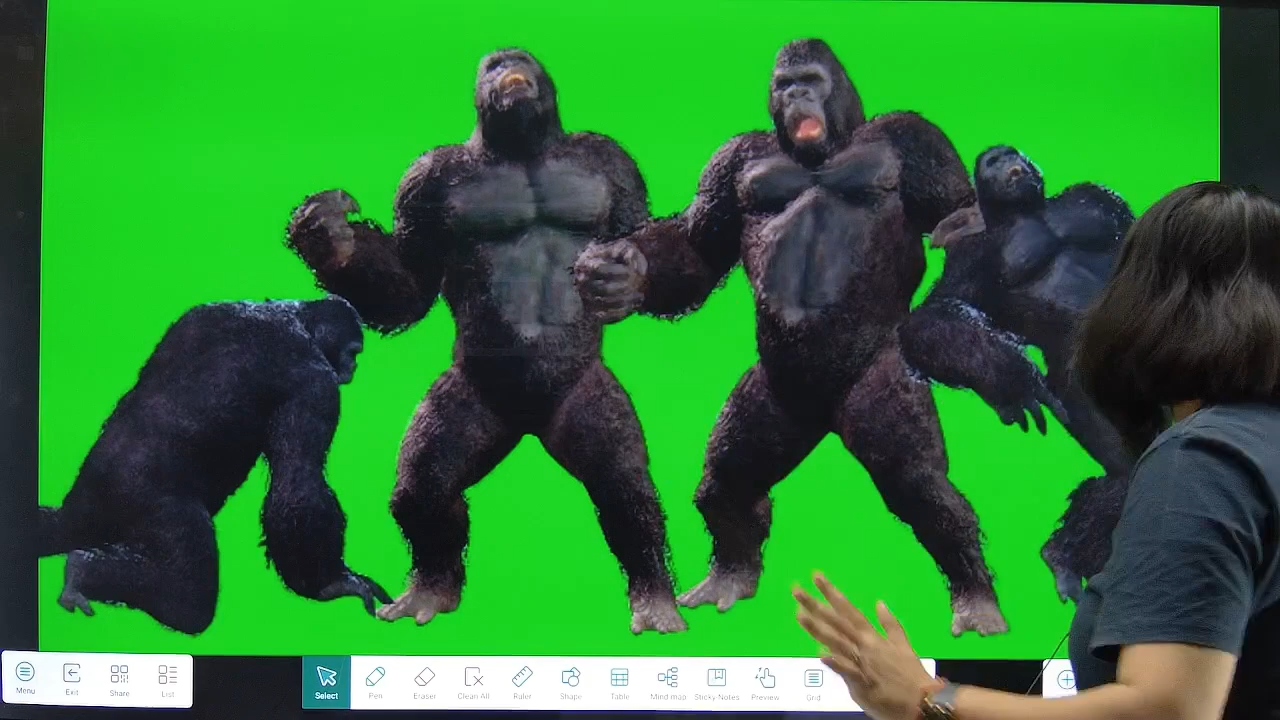 Menu
Exit
Share
List
Select
Pen
Eraser
Clean All
Ruler
Shape
Table
Mind map
Sticky Notes
Preview
Grid